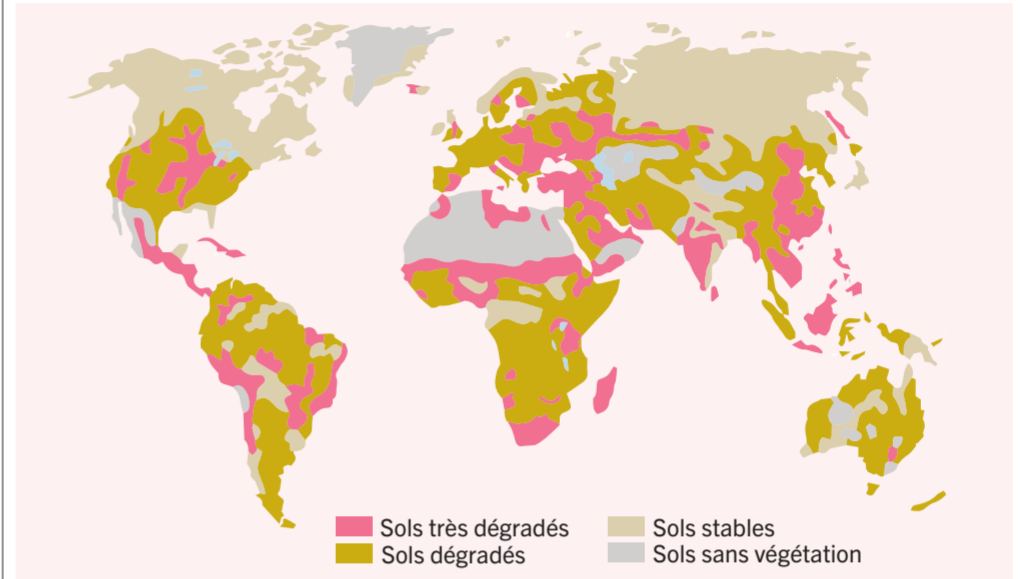 Sols très dégradés
Sols dégradés
Sols stables
Sols sans végétation